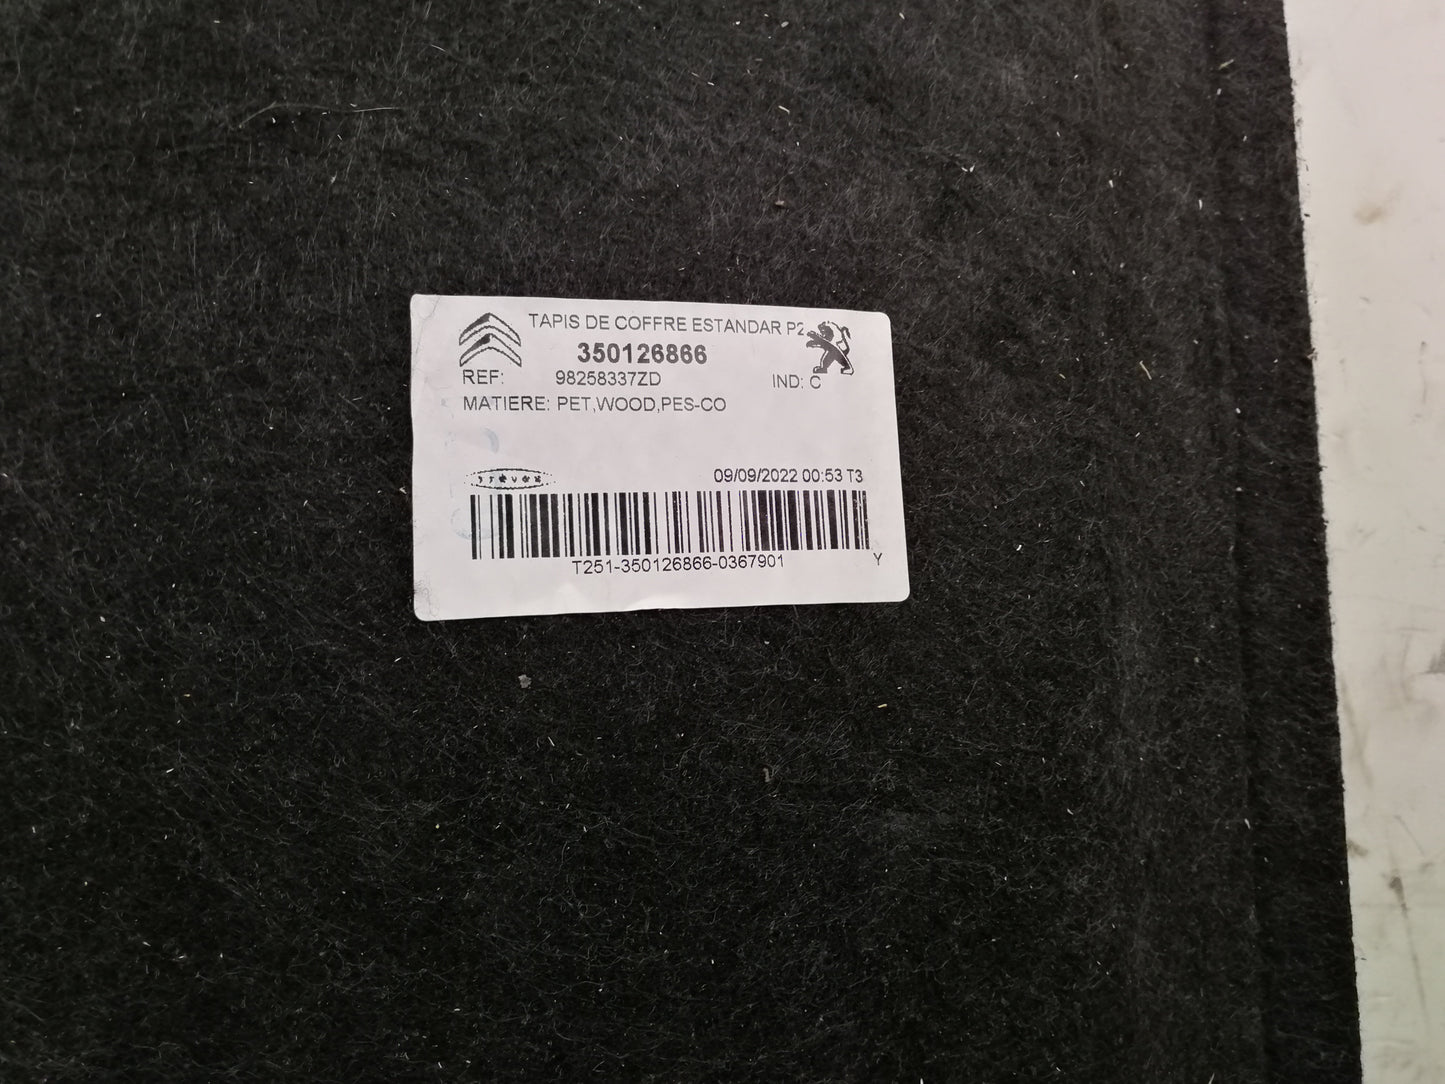 TAPIS DE COFFRE ESTANDAR P2
350126866
REF: 98258337ZD IND: C
MATIERE: PET,WOOD,PES-CO
treves 09/09/2022 00:53 T3
T251-350126866-0367901 Y